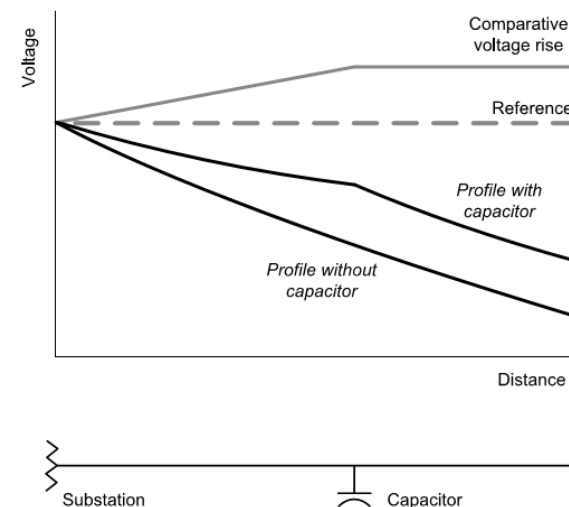 Comparative
voltage rise
Voltage
Reference
Profile with
capacitor
Profile without
capacitor
Distance
Substation
Capacitor